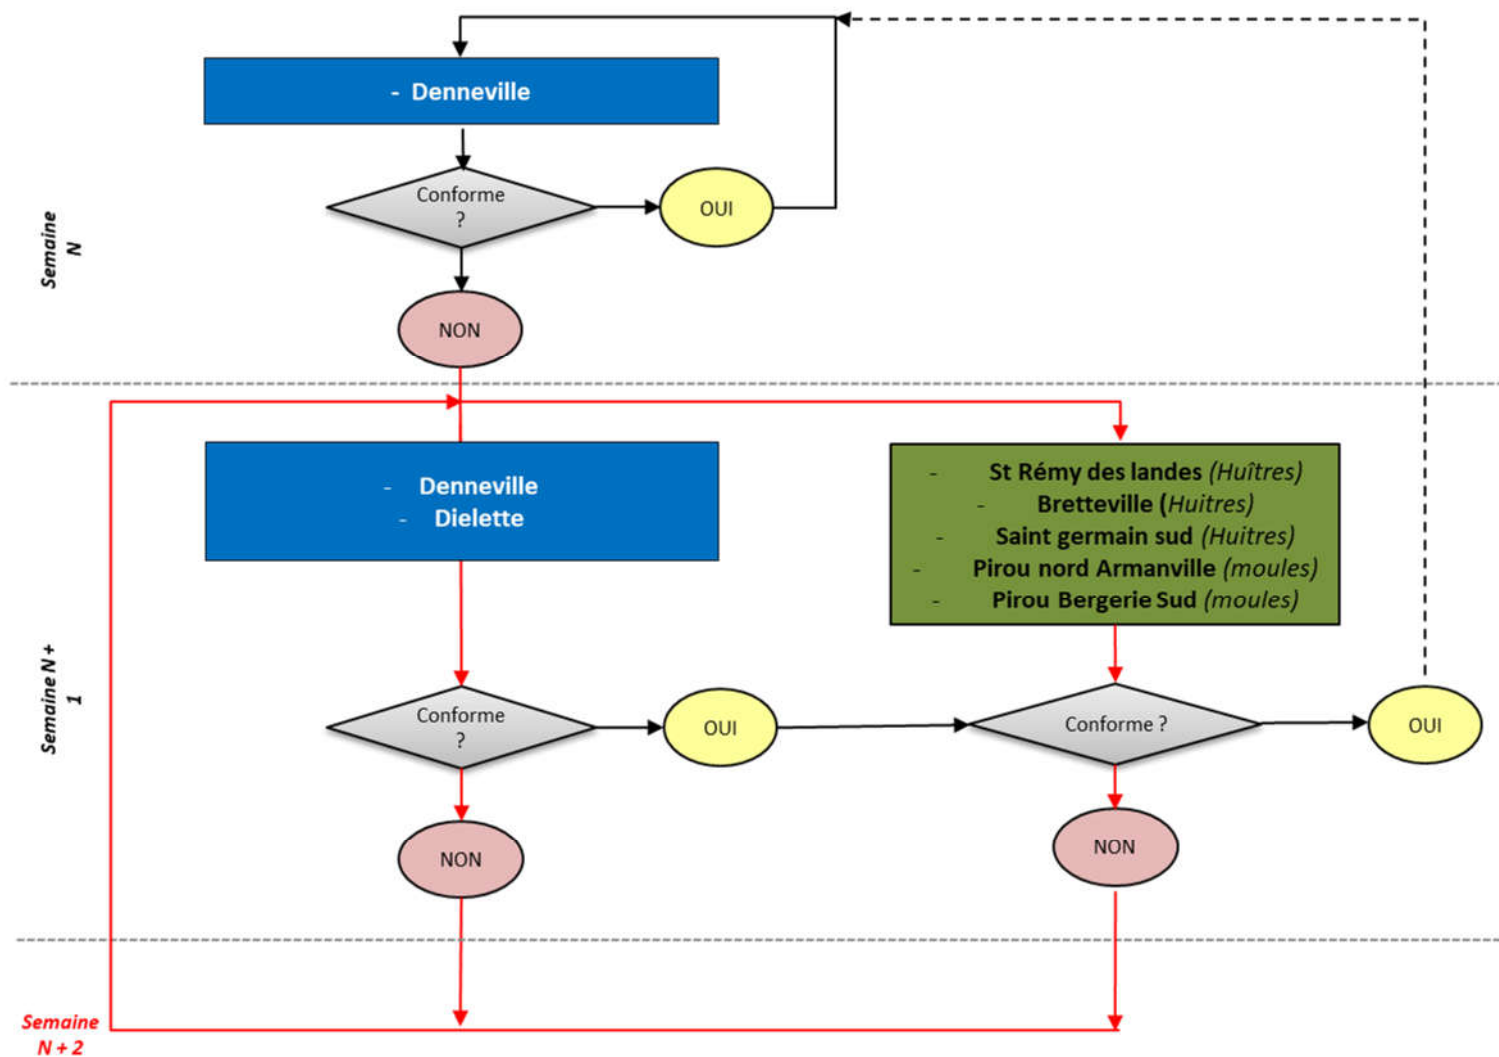 - Denneville
Conforme
?
OUI
Semaine
N
NON
- Denneville
- Dielette
- St Rémy des landes (Huîtres)
- Bretteville (Huitres)
- Saint germain sud (Huitres)
- Pirou nord Armanville (moules)
- Pirou Bergerie Sud (moules)
Semaine N +
1
Conforme
?
OUI
Conforme ?
OUI
NON
NON
Semaine
N + 2